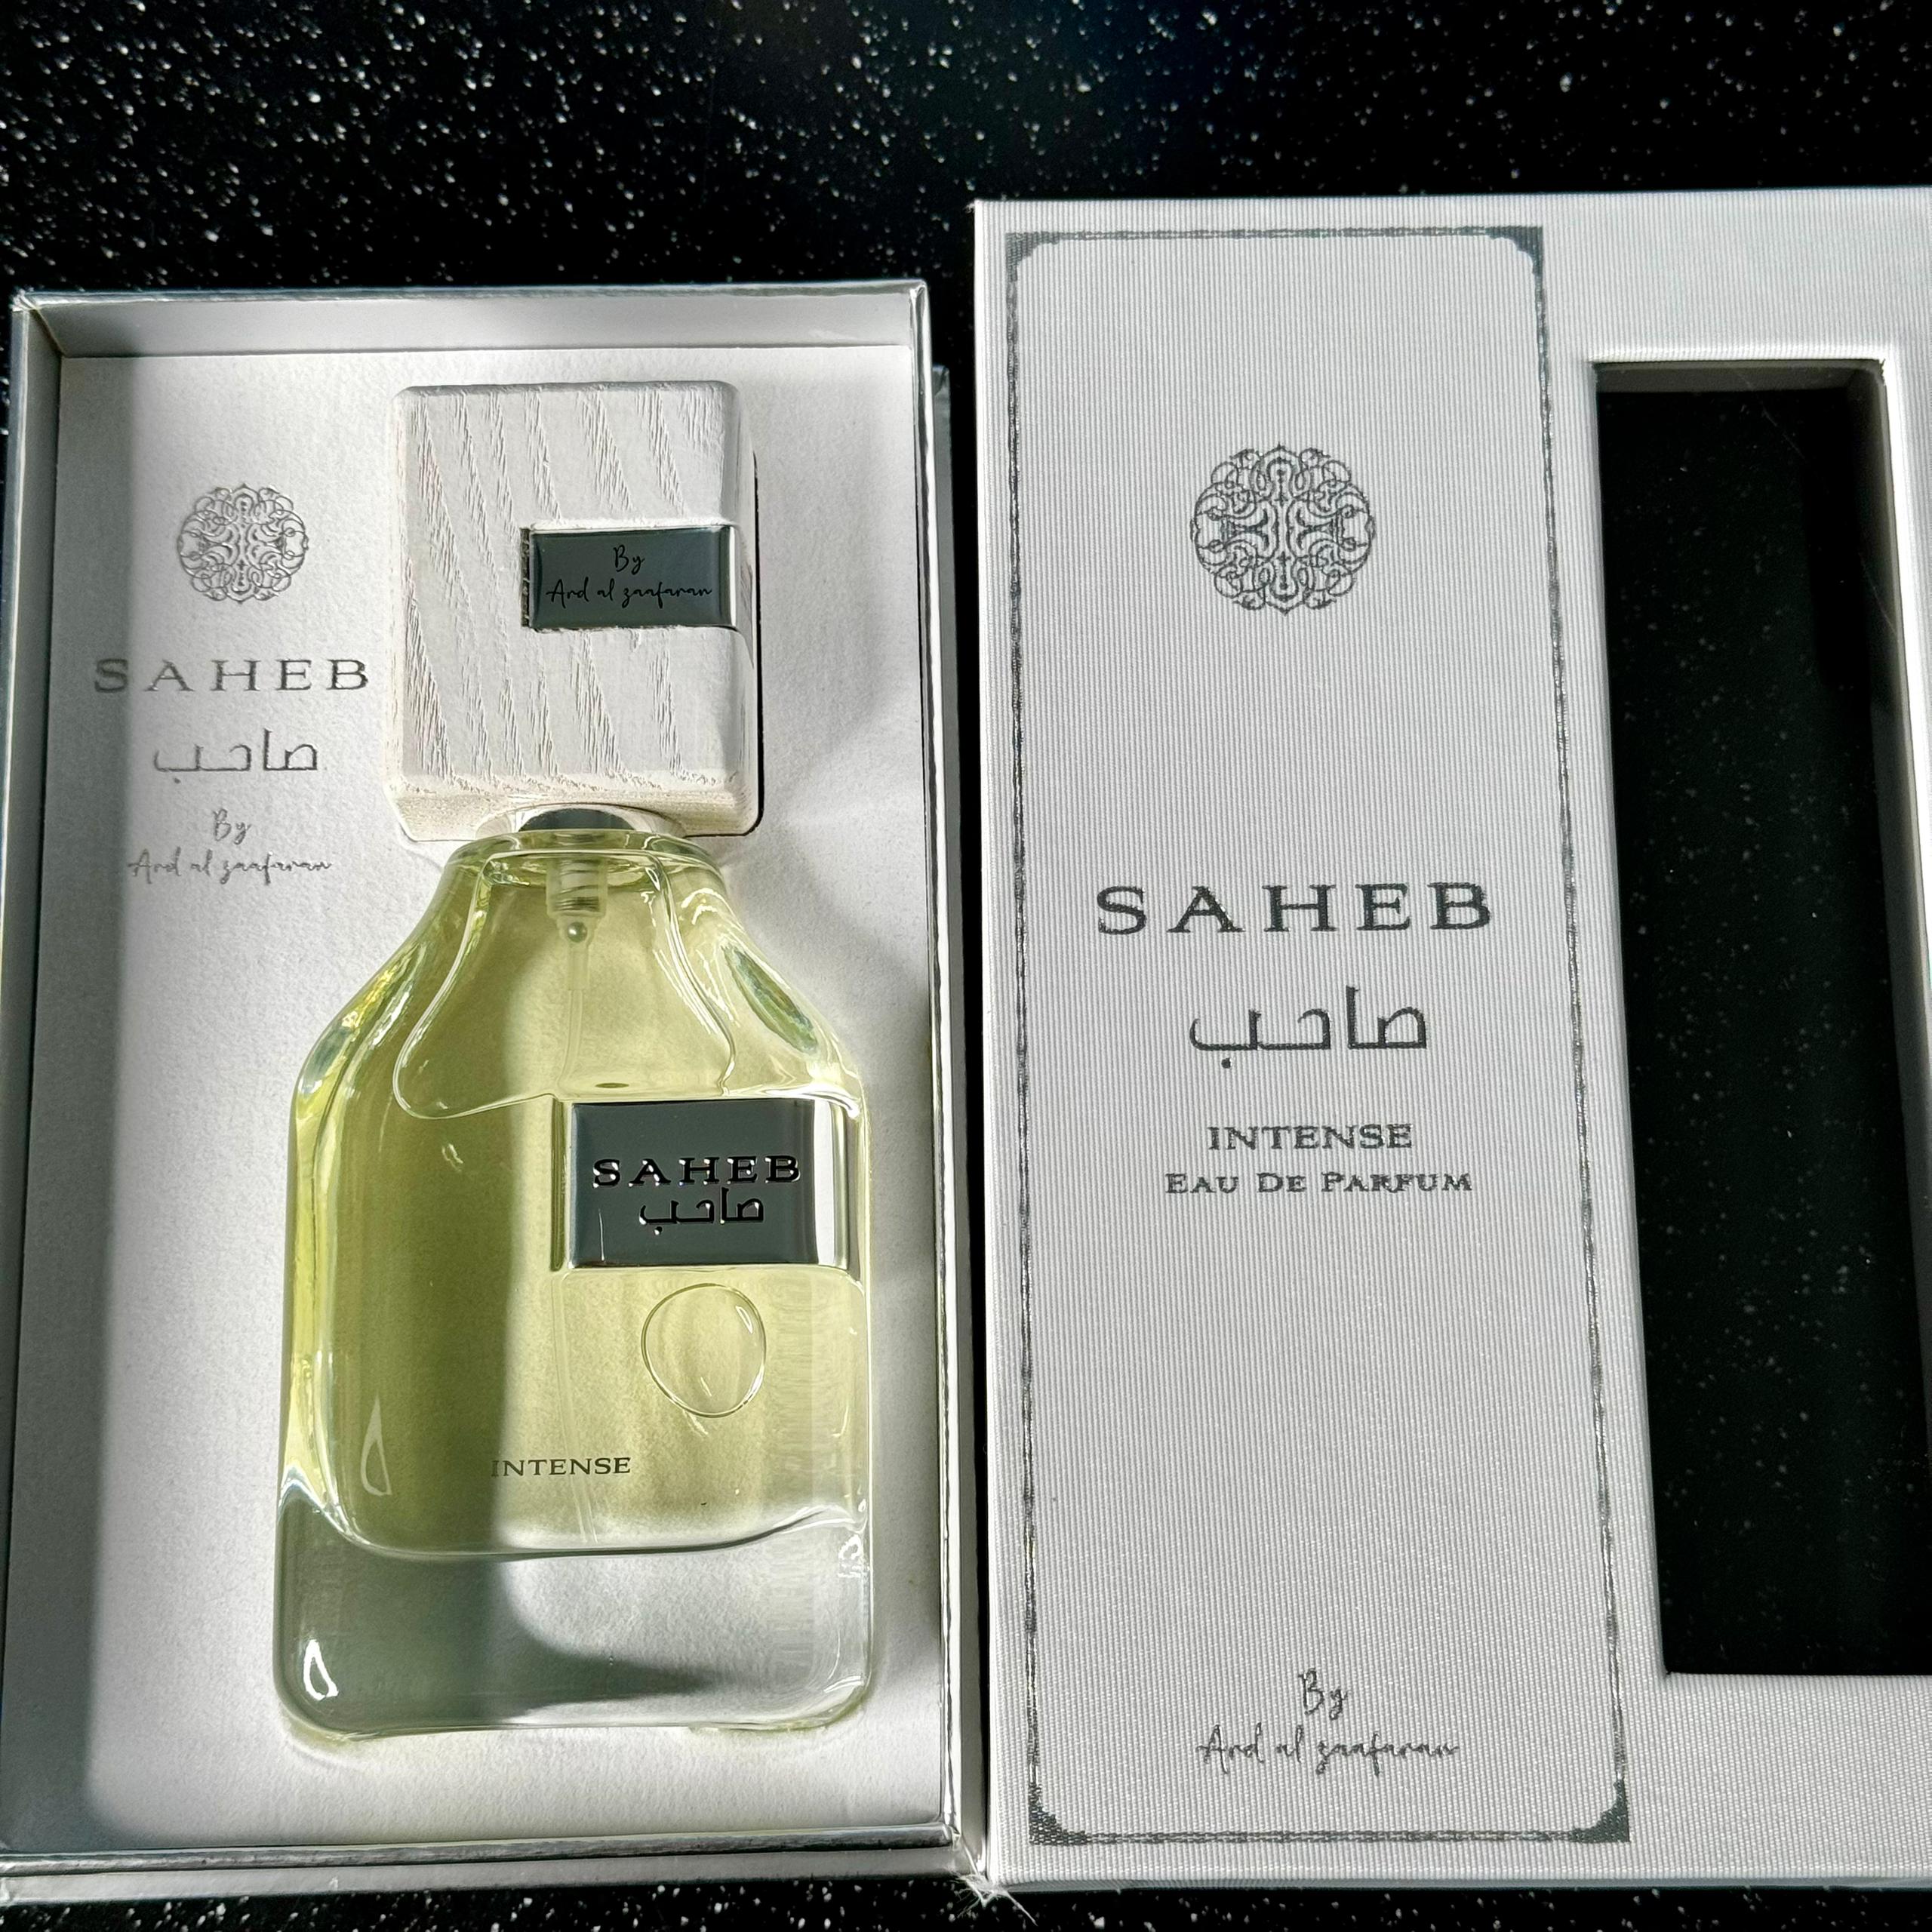 SAHEB
صاحب
By
Ard al zaafaran
By
Ard al zaafaran
SAHEB
صاحب
INTENSE
SAHEB
صاحب
INTENSE
EAU DE PARFUM
By
Ard al zaafaran